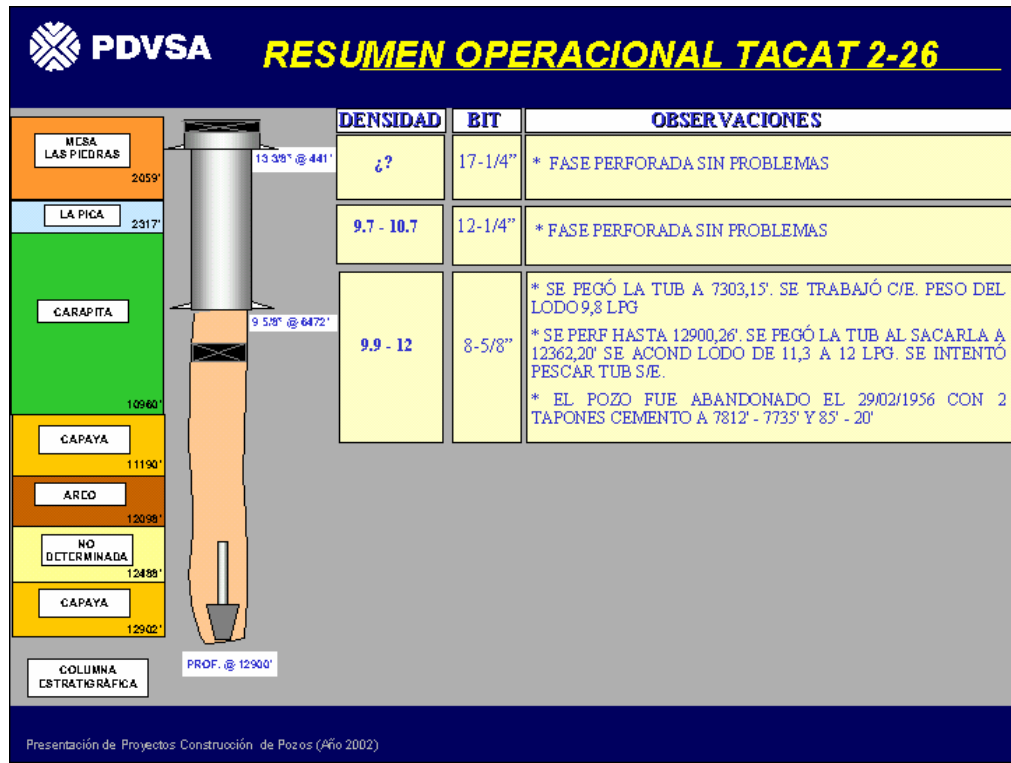 PDVSA
RESUMEN OPERACIONAL TACAT 2-26
DENSIDAD BIT OBSERVACIONES
MESA
LAS PIEDRAS
2059'
13 3/8" @ 441'
¿?
17-1/4”
* FASE PERFORADA SIN PROBLEMAS
LA PICA
2317'
9.7 - 10.7
12-1/4”
* FASE PERFORADA SIN PROBLEMAS
CARAPITA
10960'
9 5/8" @ 6472'
9.9 - 12
8-5/8”
* SE PEGÓ LA TUB A 7303,15'. SE TRABAJÓ C/E. PESO DEL
LODO 9,8 LPG
* SE PERF HASTA 12900,26'. SE PEGÓ LA TUB AL SACARLA A
12362,20' SE ACOND LODO DE 11,3 A 12 LPG. SE INTENTÓ
PESCAR TUB S/E.
* EL POZO FUE ABANDONADO EL 29/02/1956 CON 2
TAPONES CEMENTO A 7812' - 7735' Y 85' - 20'
CAPAYA
11190'
AREO
12098'
NO
DETERMINADA
12488'
CAPAYA
12902'
PROF. @ 12900'
COLUMNA
ESTRATIGRÁFICA
Presentación de Proyectos Construcción de Pozos (Año 2002)